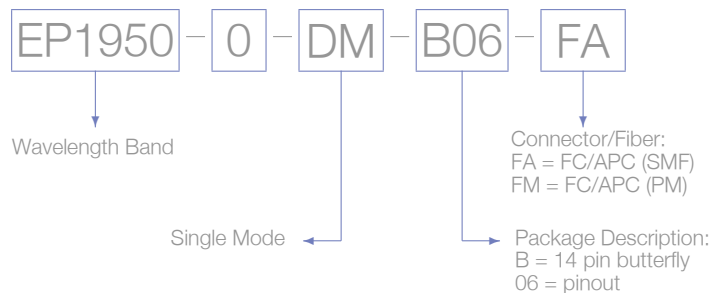 EP1950 - 0 - DM - B06 - FA
Wavelength Band
Connector/Fiber:
FA = FC/APC (SMF)
FM = FC/APC (PM)
Single Mode
Package Description:
B = 14 pin butterfly
06 = pinout